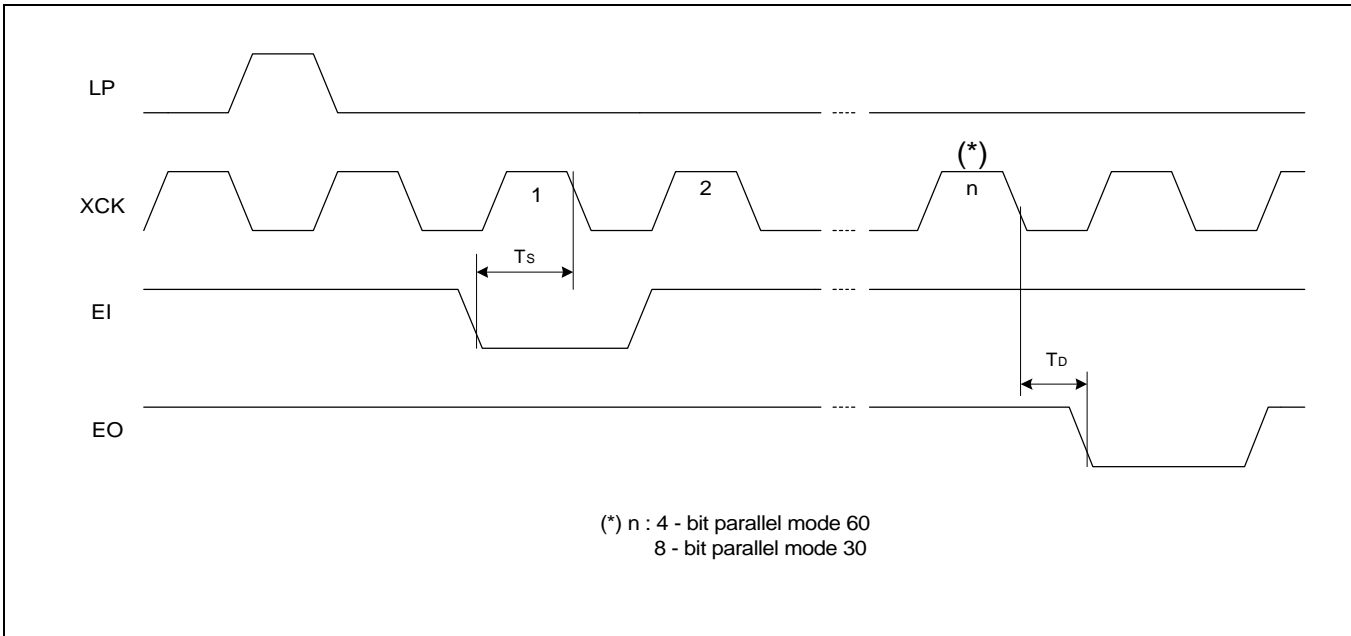 LP
(*)
XCK
1
2
n
Ts
EI
TD
EO
(*) n : 4 - bit parallel mode 60
8 - bit parallel mode 30